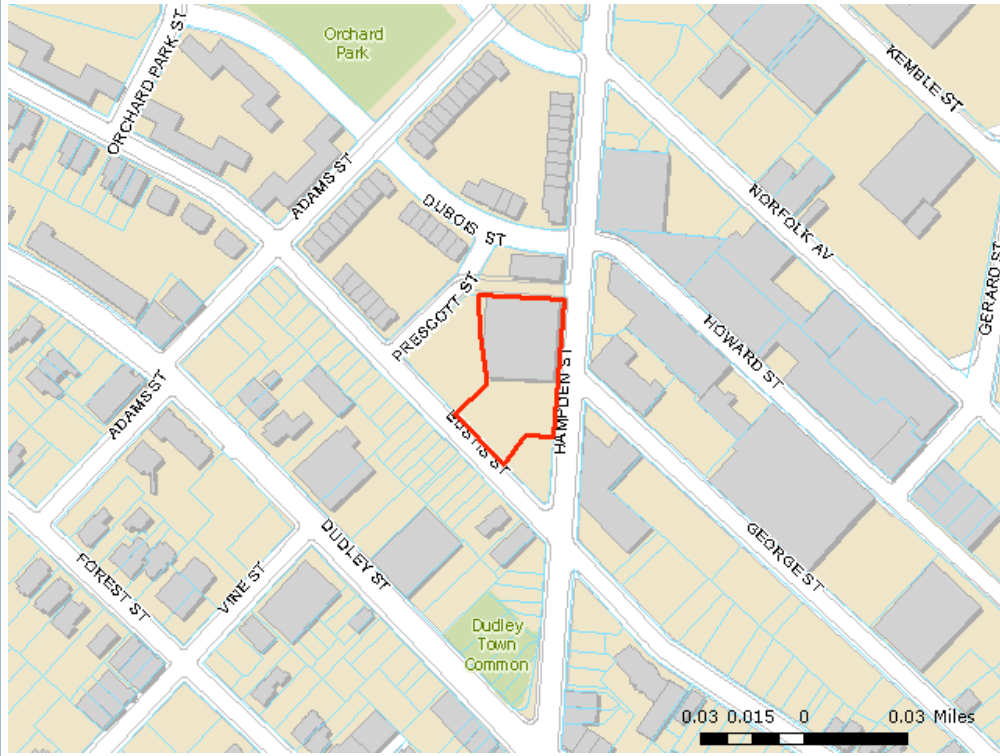 ORCHARD PARK ST
Orchard
Park
KEMBLE ST
ADAMS ST
DUBOIS ST
NORFOLK AV
GERARD ST
PRESCOTT ST
HOWARD ST
HAMPDEN ST
ADAMS ST
EUSTIS ST
DUDLEY ST
GEORGE ST
FOREST ST
VINE ST
Dudley
Town
Common
0.03 0.015 0 0.03 Miles